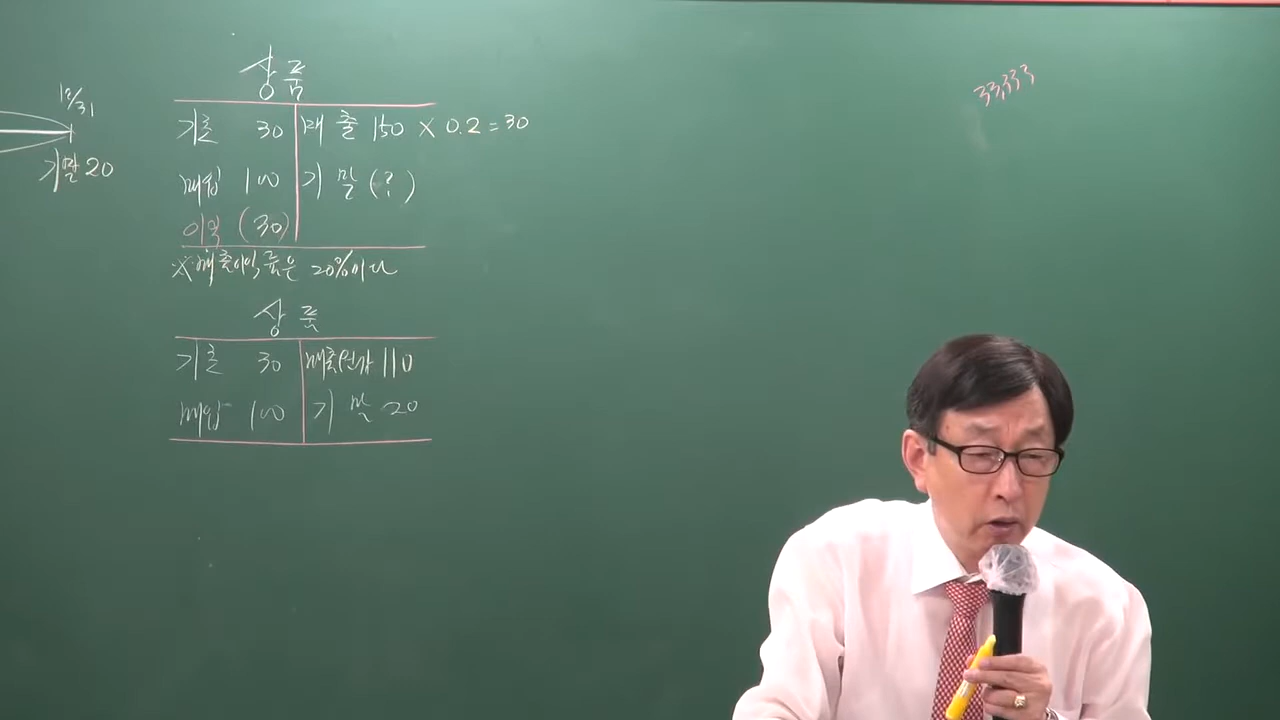 12/31
기말 20
상품
기초 30 매출 150 × 0.2 = 30
매입 100 기말 (?)
이익 (30)
※ 매출이익률은 20%이다
상품
기초 30 매출원가 110
매입 100 기말 20
33,333